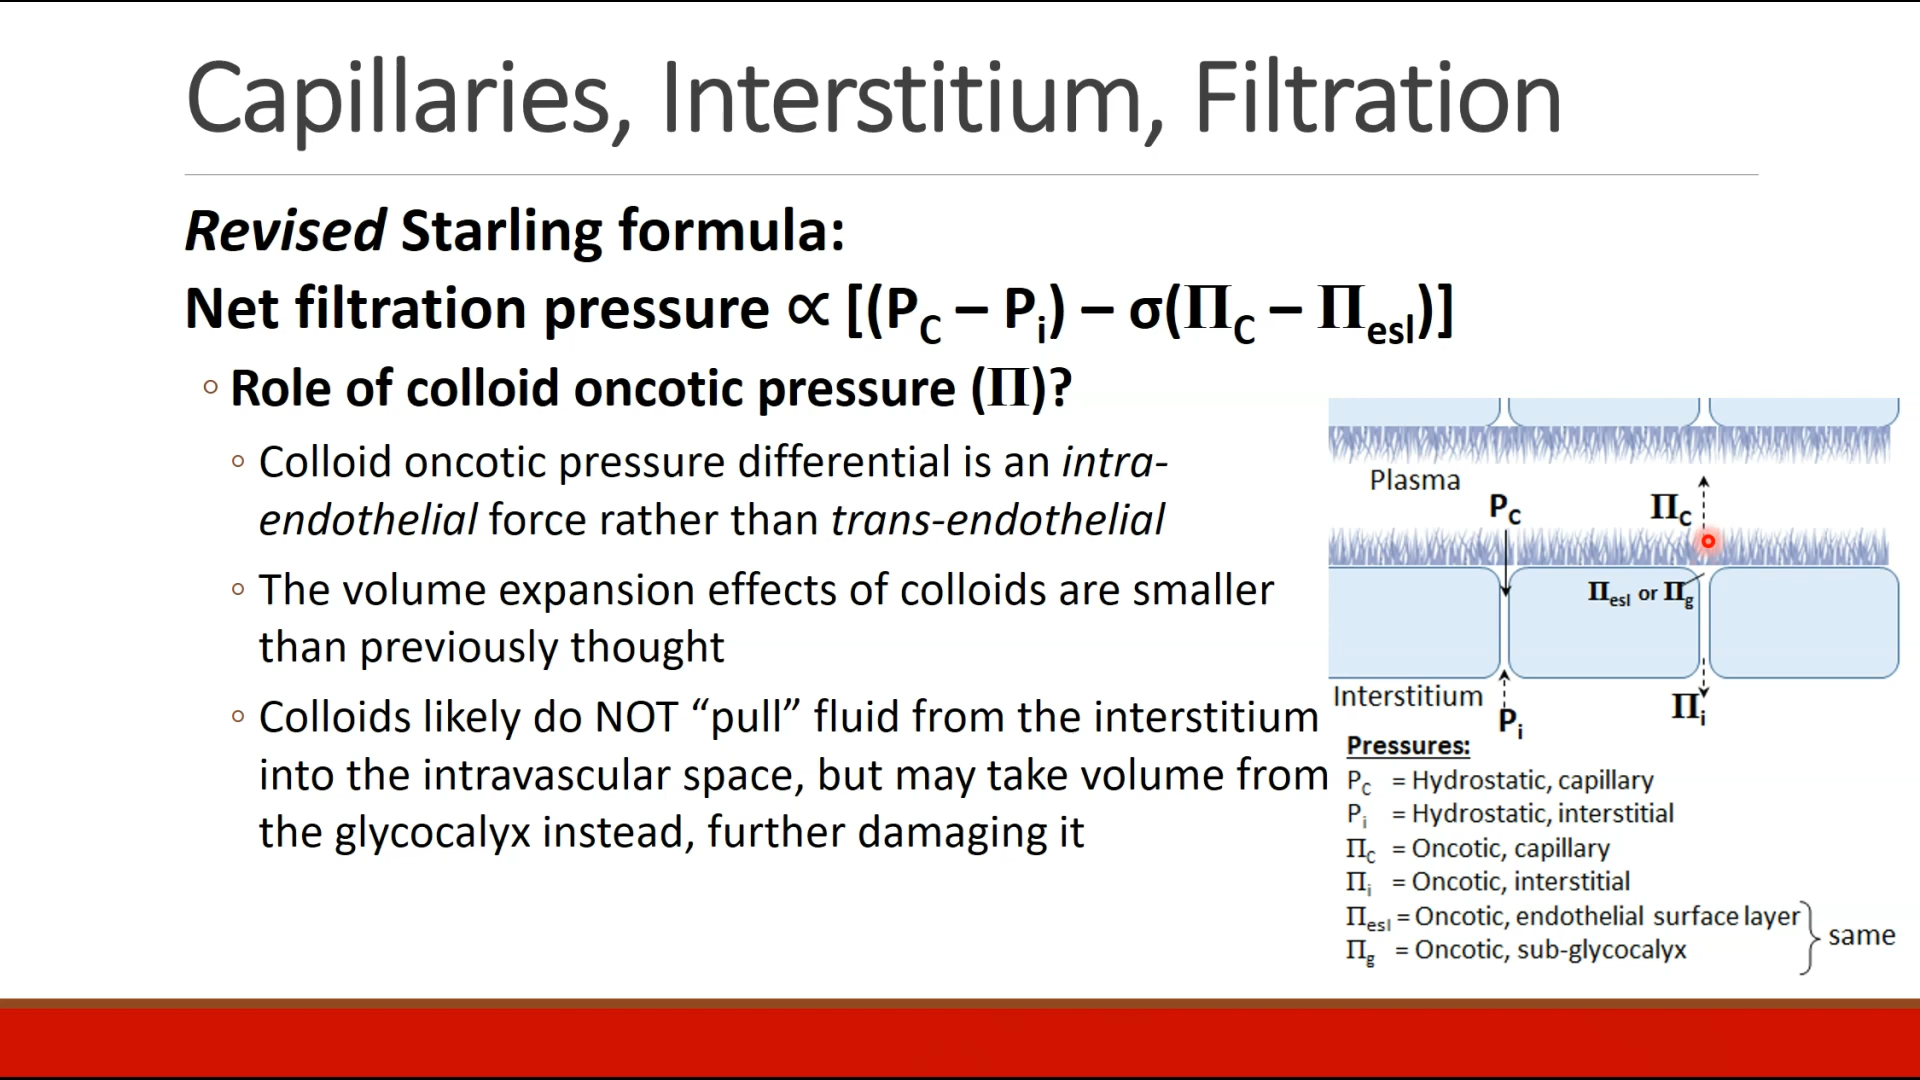 Capillaries, Interstitium, Filtration
Revised Starling formula:
Net filtration pressure ∝ [(P_C – P_i) – σ(Π_C – Π_esl)]
◦ Role of colloid oncotic pressure (Π)?
◦ Colloid oncotic pressure differential is an intra-
endothelial force rather than trans-endothelial
◦ The volume expansion effects of colloids are smaller
than previously thought
◦ Colloids likely do NOT “pull” fluid from the interstitium
into the intravascular space, but may take volume from
the glycocalyx instead, further damaging it
Plasma
P_C
Π_C
Π_esl or Π_g
Interstitium
P_i
Π_i
Pressures:
P_C = Hydrostatic, capillary
P_i = Hydrostatic, interstitial
Π_C = Oncotic, capillary
Π_i = Oncotic, interstitial
Π_esl = Oncotic, endothelial surface layer
Π_g = Oncotic, sub-glycocalyx
same